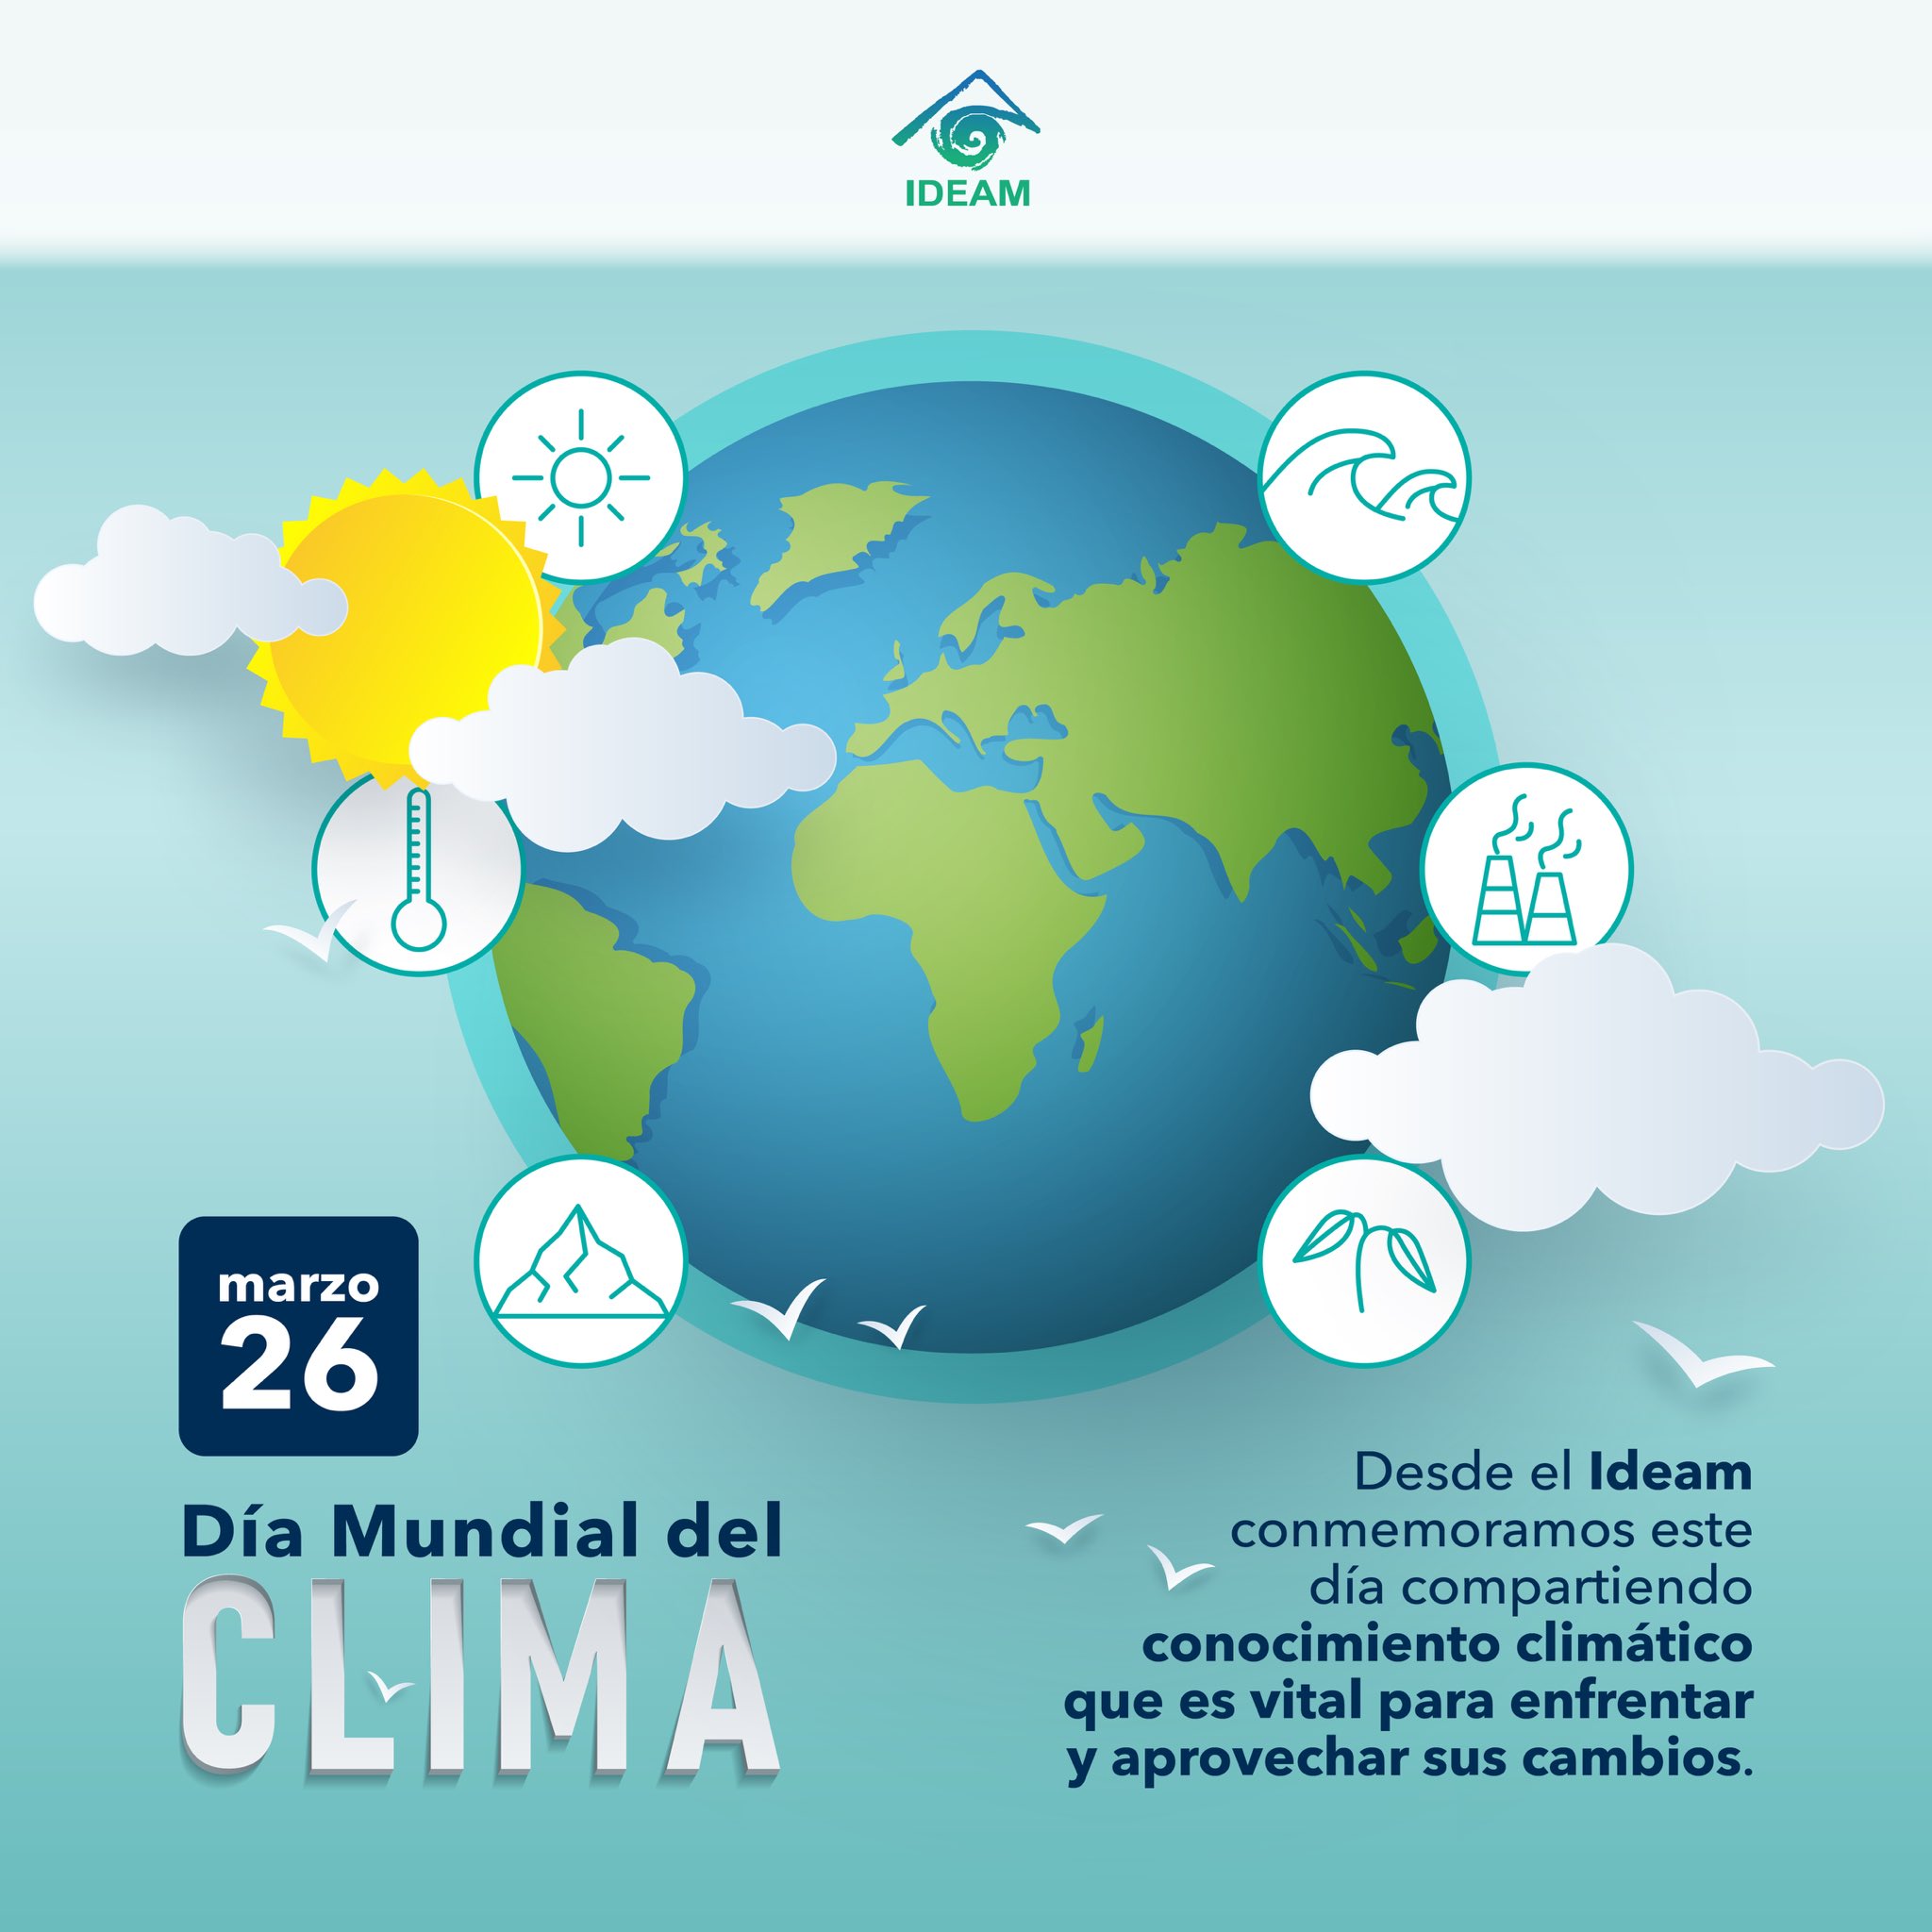 IDEAM
marzo
26
Día Mundial del
CLIMA
Desde el Ideam
conmemoramos este
día compartiendo
conocimiento climático
que es vital para enfrentar
y aprovechar sus cambios.